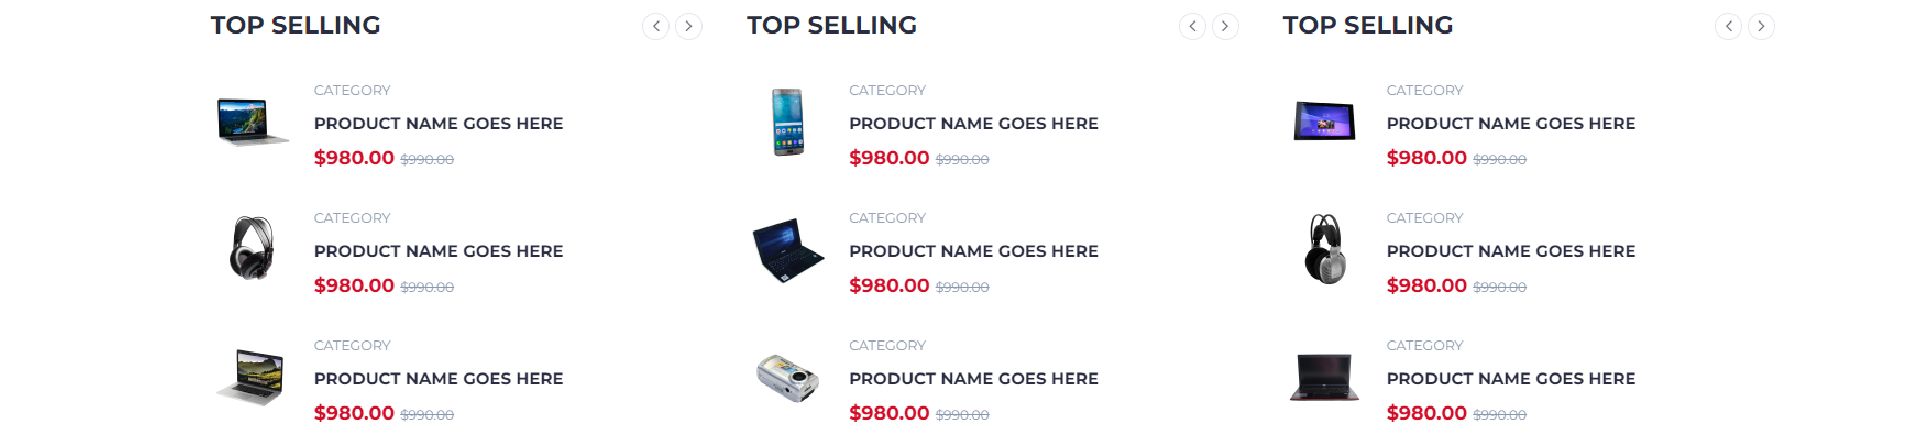 TOP SELLING
CATEGORY
PRODUCT NAME GOES HERE
$980.00 $990.00
CATEGORY
PRODUCT NAME GOES HERE
$980.00 $990.00
CATEGORY
PRODUCT NAME GOES HERE
$980.00 $990.00
TOP SELLING
CATEGORY
PRODUCT NAME GOES HERE
$980.00 $990.00
CATEGORY
PRODUCT NAME GOES HERE
$980.00 $990.00
CATEGORY
PRODUCT NAME GOES HERE
$980.00 $990.00
TOP SELLING
CATEGORY
PRODUCT NAME GOES HERE
$980.00 $990.00
CATEGORY
PRODUCT NAME GOES HERE
$980.00 $990.00
CATEGORY
PRODUCT NAME GOES HERE
$980.00 $990.00